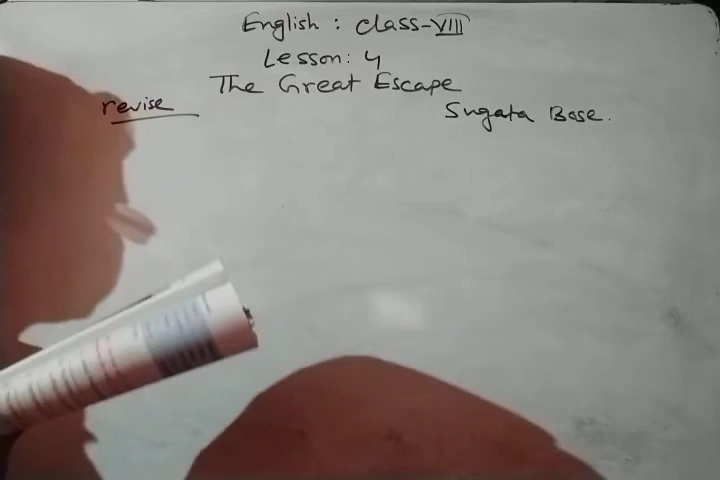 English : Class-VIII
Lesson: 4
The Great Escape
revise
Sugata Bose.